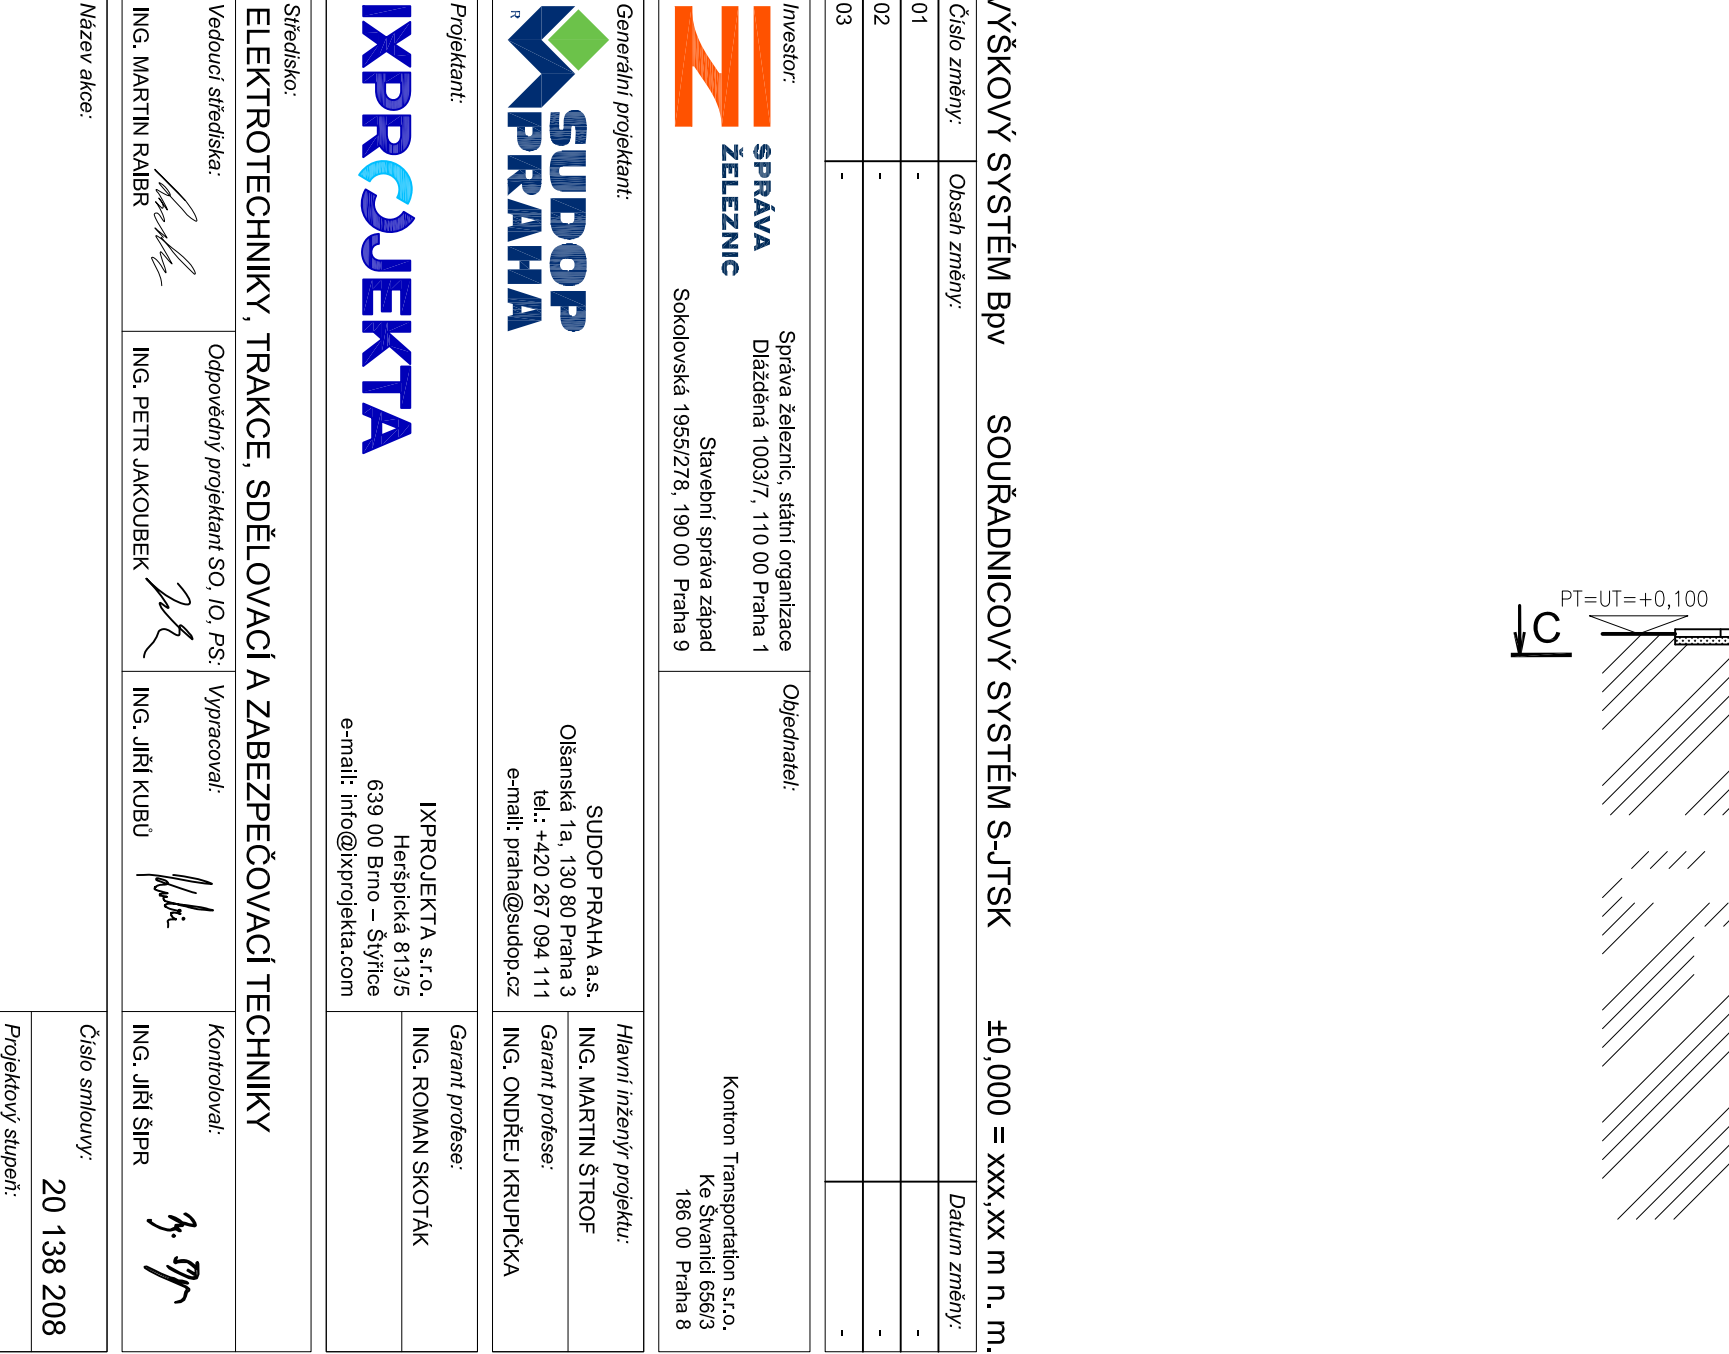 VÝŠKOVÝ SYSTÉM Bpv SOUŘADNICOVÝ SYSTÉM S-JTSK ±0,000 = xxx,xx m n. m.
Číslo změny: Obsah změny: Datum změny:
01 - -
02 - -
03 - -
Investor:
SPRÁVA
ŽELEZNIC
Správa železnic, státní organizace
Dlážděná 1003/7, 110 00 Praha 1
Stavební správa západ
Sokolovská 1955/278, 190 00 Praha 9
Objednatel:
Kontron Transportation s.r.o.
Ke Štvanici 656/3
186 00 Praha 8
Generální projektant:
SUDOP
PRAHA
R
SUDOP PRAHA a.s.
Olšanská 1a, 130 80 Praha 3
tel.: +420 267 094 111
e-mail: praha@sudop.cz
Hlavní inženýr projektu:
ING. MARTIN ŠTROF
Garant profese:
ING. ONDŘEJ KRUPIČKA
Projektant:
IXPROJEKTA
IXPROJEKTA s.r.o.
Heršpická 813/5
639 00 Brno – Štýřice
e-mail: info@ixprojekta.com
Garant profese:
ING. ROMAN SKOTÁK
Středisko:
ELEKTROTECHNIKY, TRAKCE, SDĚLOVACÍ A ZABEZPEČOVACÍ TECHNIKY
Vedoucí střediska:
ING. MARTIN RAIBR
Odpovědný projektant SO, IO, PS:
ING. PETR JAKOUBEK
Vypracoval:
ING. JIŘÍ KUBŮ
Kontroloval:
ING. JIŘÍ ŠIPR
Název akce:
Číslo smlouvy:
20 138 208
Projektový stupeň:
PT=UT=+0,100
C